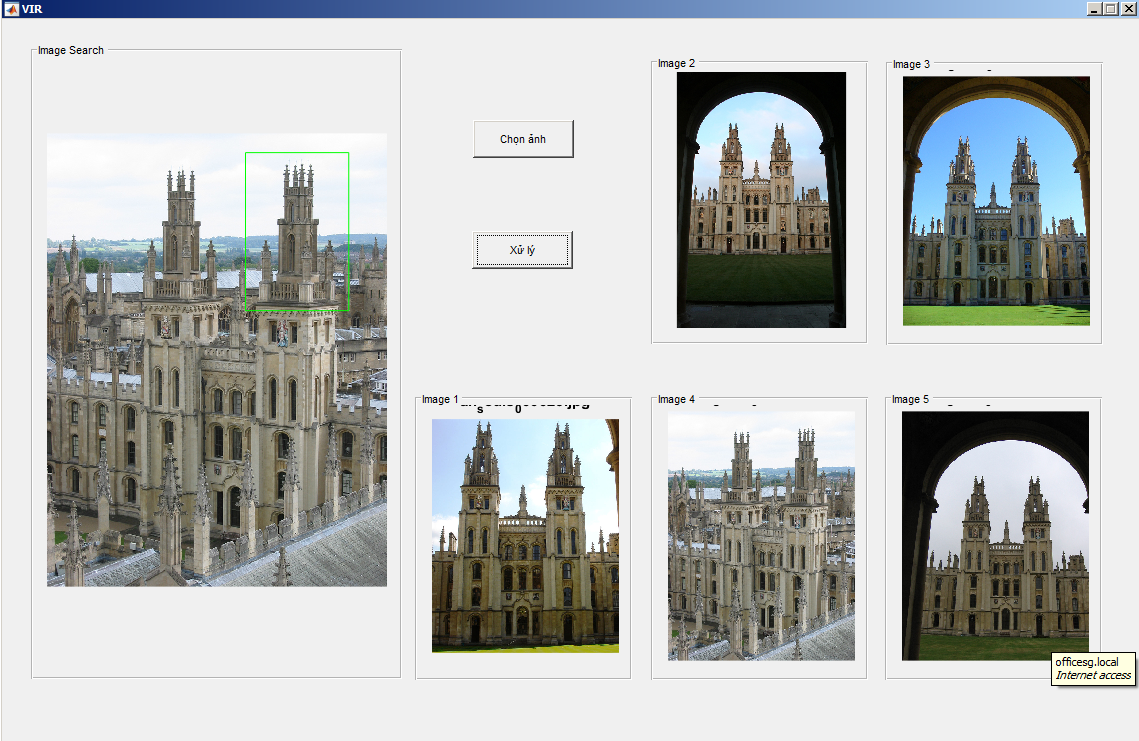 VIR
Image Search
Chọn ảnh
Xử lý
Image 2
Image 3
Image 1
Image 4
Image 5
officesg.local
Internet access